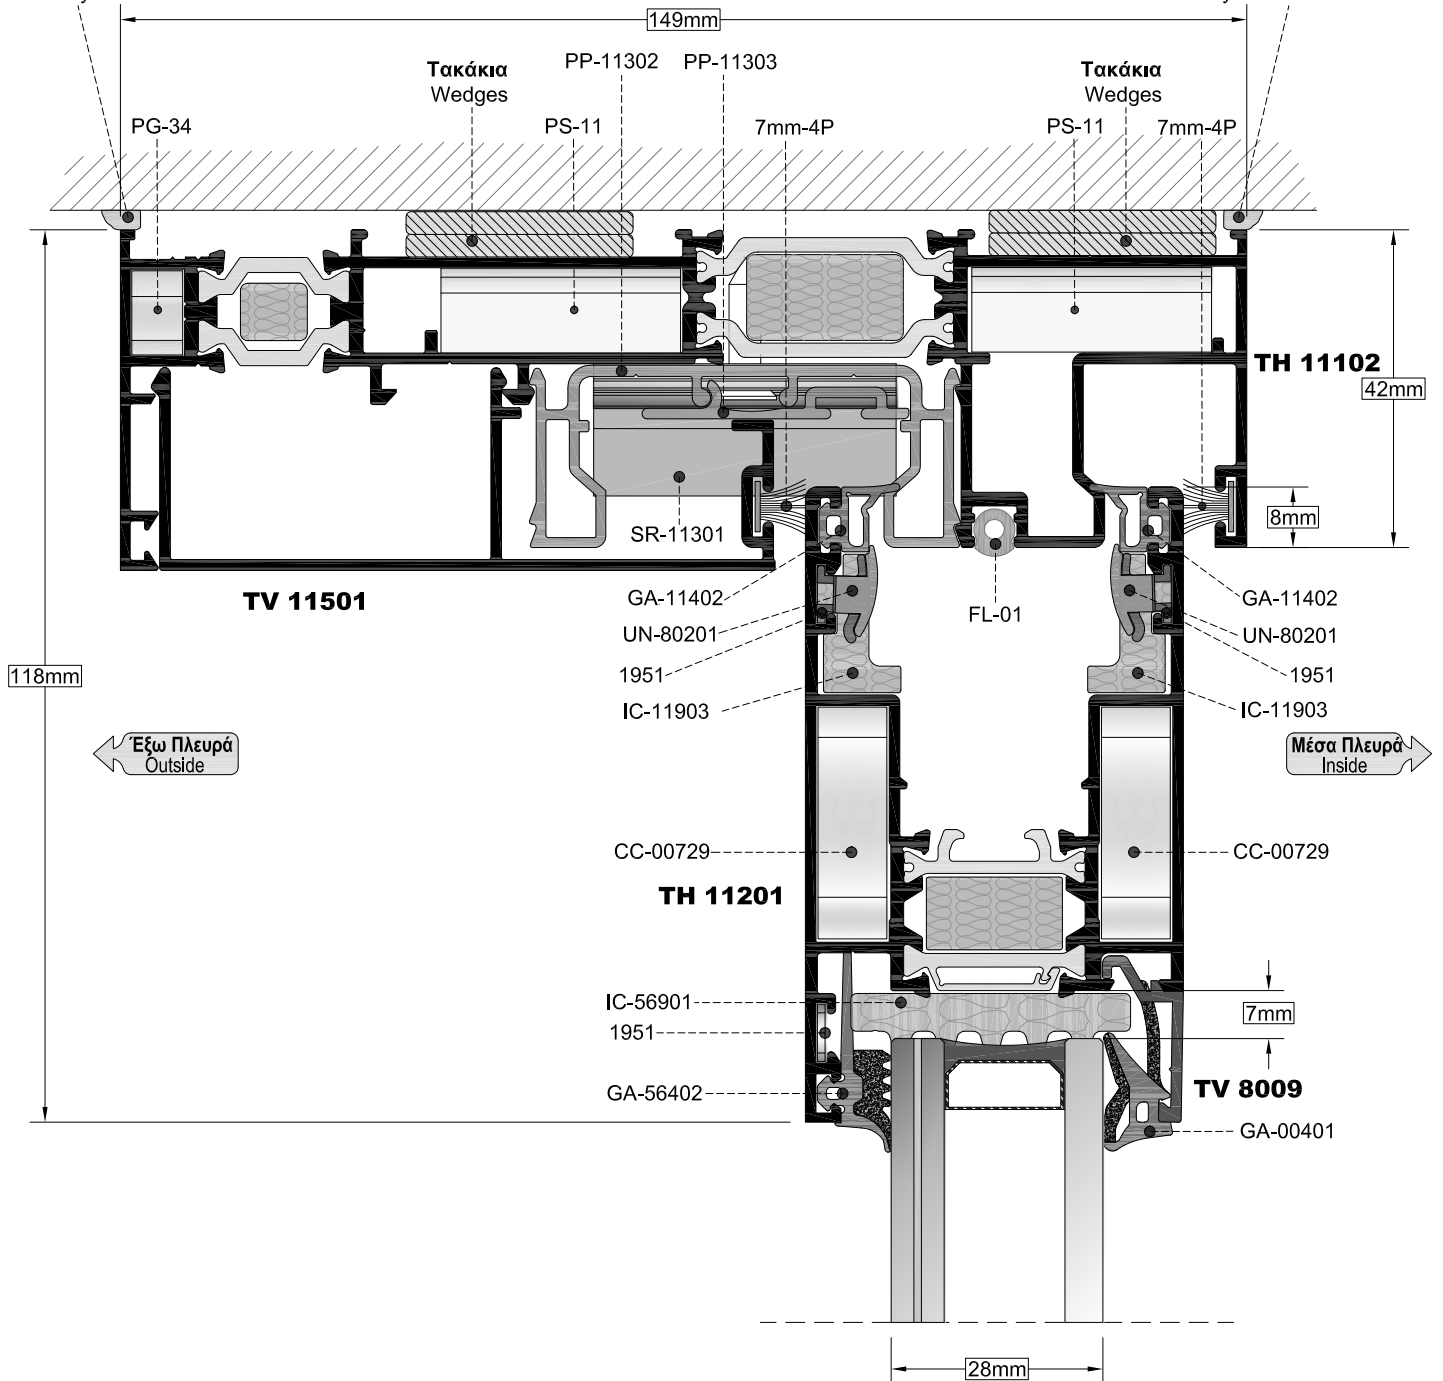 149mm
Τακάκια
Wedges
PP-11302
PP-11303
Τακάκια
Wedges
PG-34
PS-11
7mm-4P
PS-11
7mm-4P
TH 11102
42mm
8mm
SR-11301
TV 11501
GA-11402
FL-01
GA-11402
UN-80201
UN-80201
1951
1951
118mm
IC-11903
IC-11903
Έξω Πλευρά
Outside
Μέσα Πλευρά
Inside
CC-00729
CC-00729
TH 11201
IC-56901
7mm
1951
GA-56402
TV 8009
GA-00401
28mm